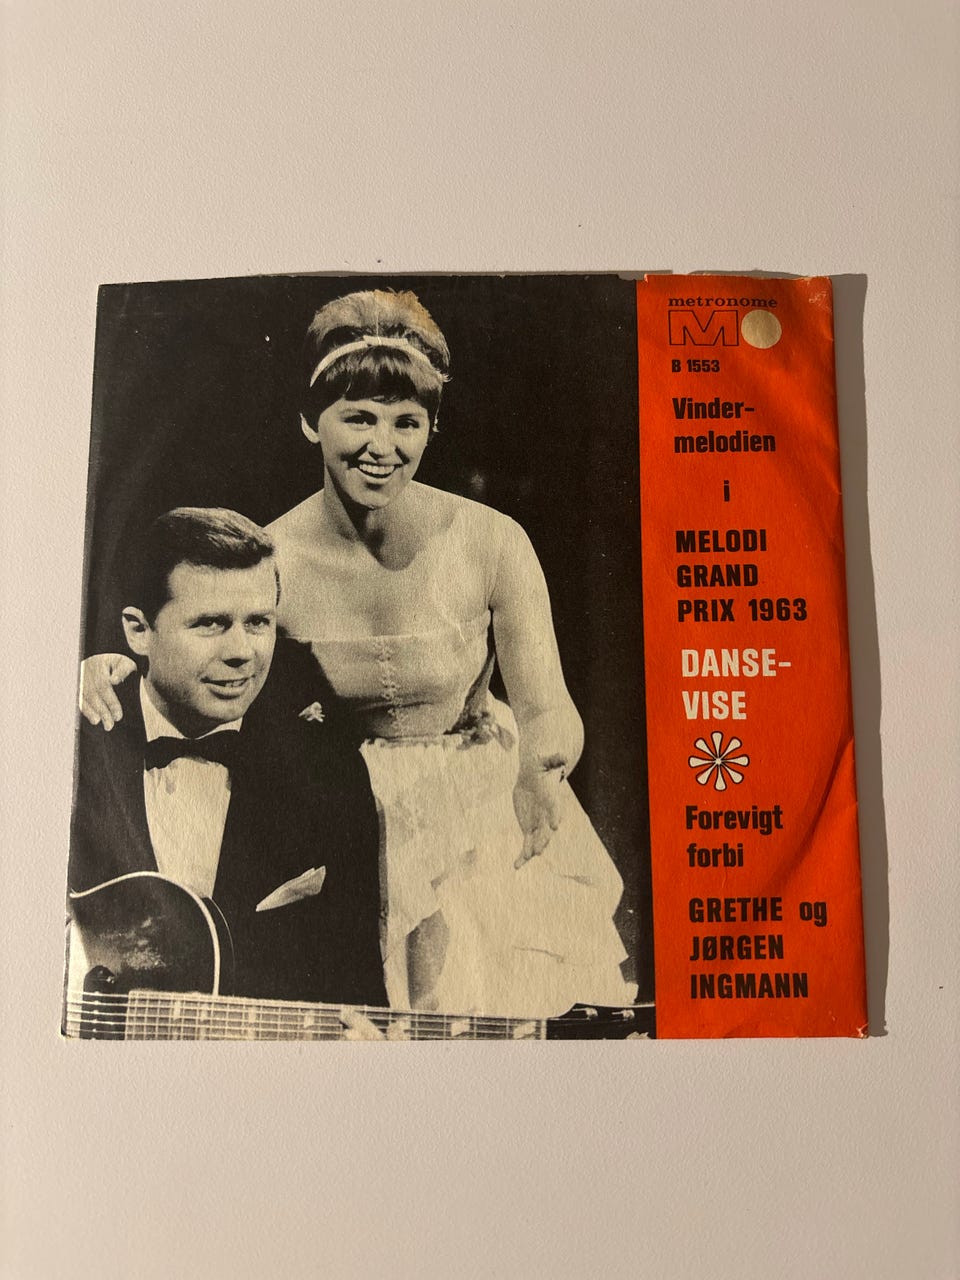 metronome
M
B 1553
Vinder-
melodien
i
MELODI
GRAND
PRIX 1963
DANSE-
VISE
Forevigt
forbi
GRETHE og
JØRGEN
INGMANN